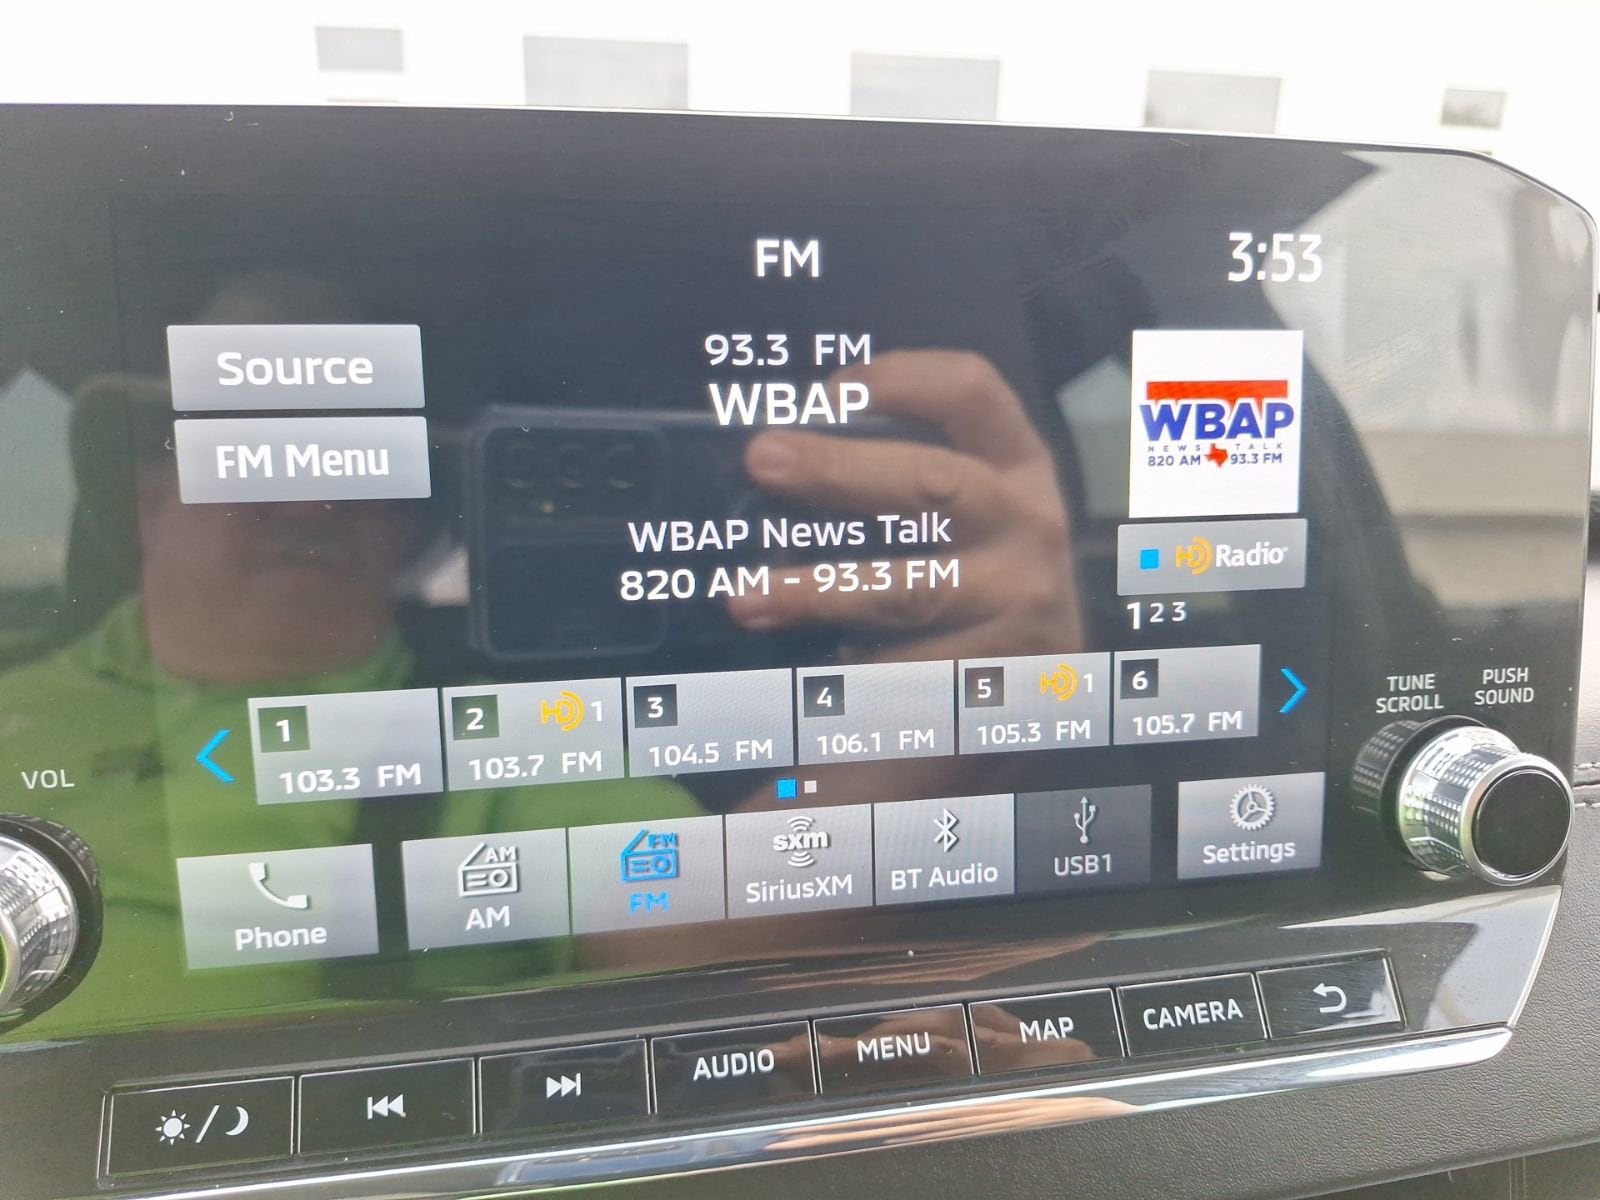 FM
3:53
Source
FM Menu
93.3 FM
WBAP
WBAP News Talk
820 AM - 93.3 FM
WBAP
NEWS TALK
820 AM 93.3 FM
HD Radio
1 2 3
1
103.3 FM
2 HD 1
103.7 FM
3
104.5 FM
4
106.1 FM
5 HD 1
105.3 FM
6
105.7 FM
VOL
TUNE
SCROLL
PUSH
SOUND
Phone
AM
AM
FM
FM
sxm
SiriusXM
BT Audio
USB1
Settings
AUDIO
MENU
MAP
CAMERA